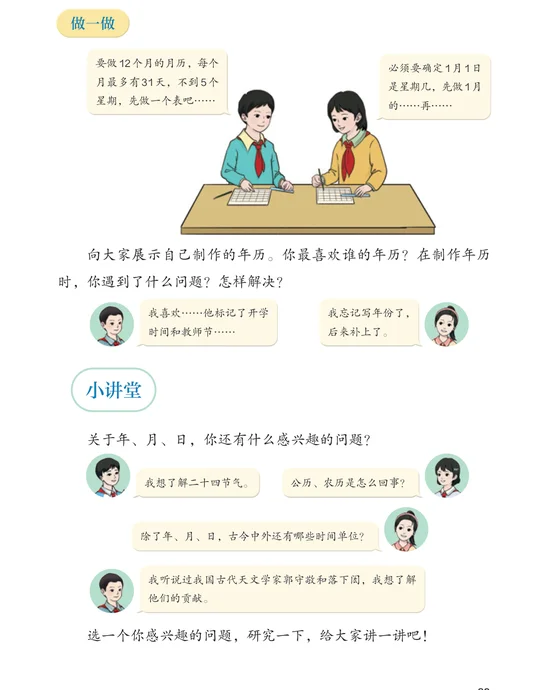 做一做
要做12个月的月历，每个
月最多有31天，不到5个
星期，先做一个表吧……
必须要确定1月1日
是星期几，先做1月
的……再……
向大家展示自己制作的年历。你最喜欢谁的年历？在制作年历
时，你遇到了什么问题？怎样解决？
我喜欢……他标记了开学
时间和教师节……
我忘记写年份了，
后来补上了。
小讲堂
关于年、月、日，你还有什么感兴趣的问题？
我想了解二十四节气。
公历、农历是怎么回事？
除了年、月、日，古今中外还有哪些时间单位？
我听说过我国古代天文学家郭守敬和落下闳，我想了解
他们的贡献。
选一个你感兴趣的问题，研究一下，给大家讲一讲吧！